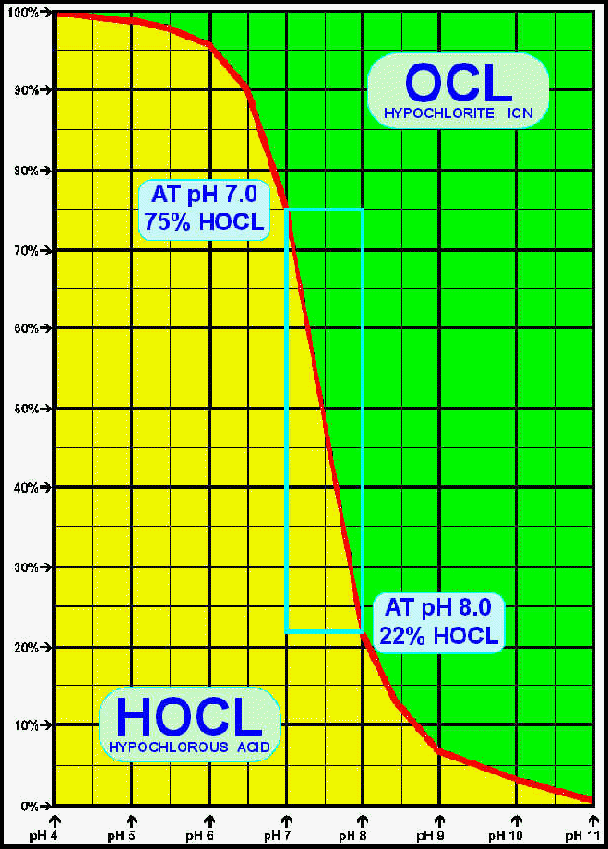 100%
OCL
HYPOCHLORITE ICN
90%
80%
AT pH 7.0
75% HOCL
70%
60%
50%
40%
30%
AT pH 8.0
22% HOCL
20%
HOCL
HYPOCHLOROUS ACID
10%
0%
pH 4 pH 5 pH 6 pH 7 pH 8 pH 9 pH 10 pH 11